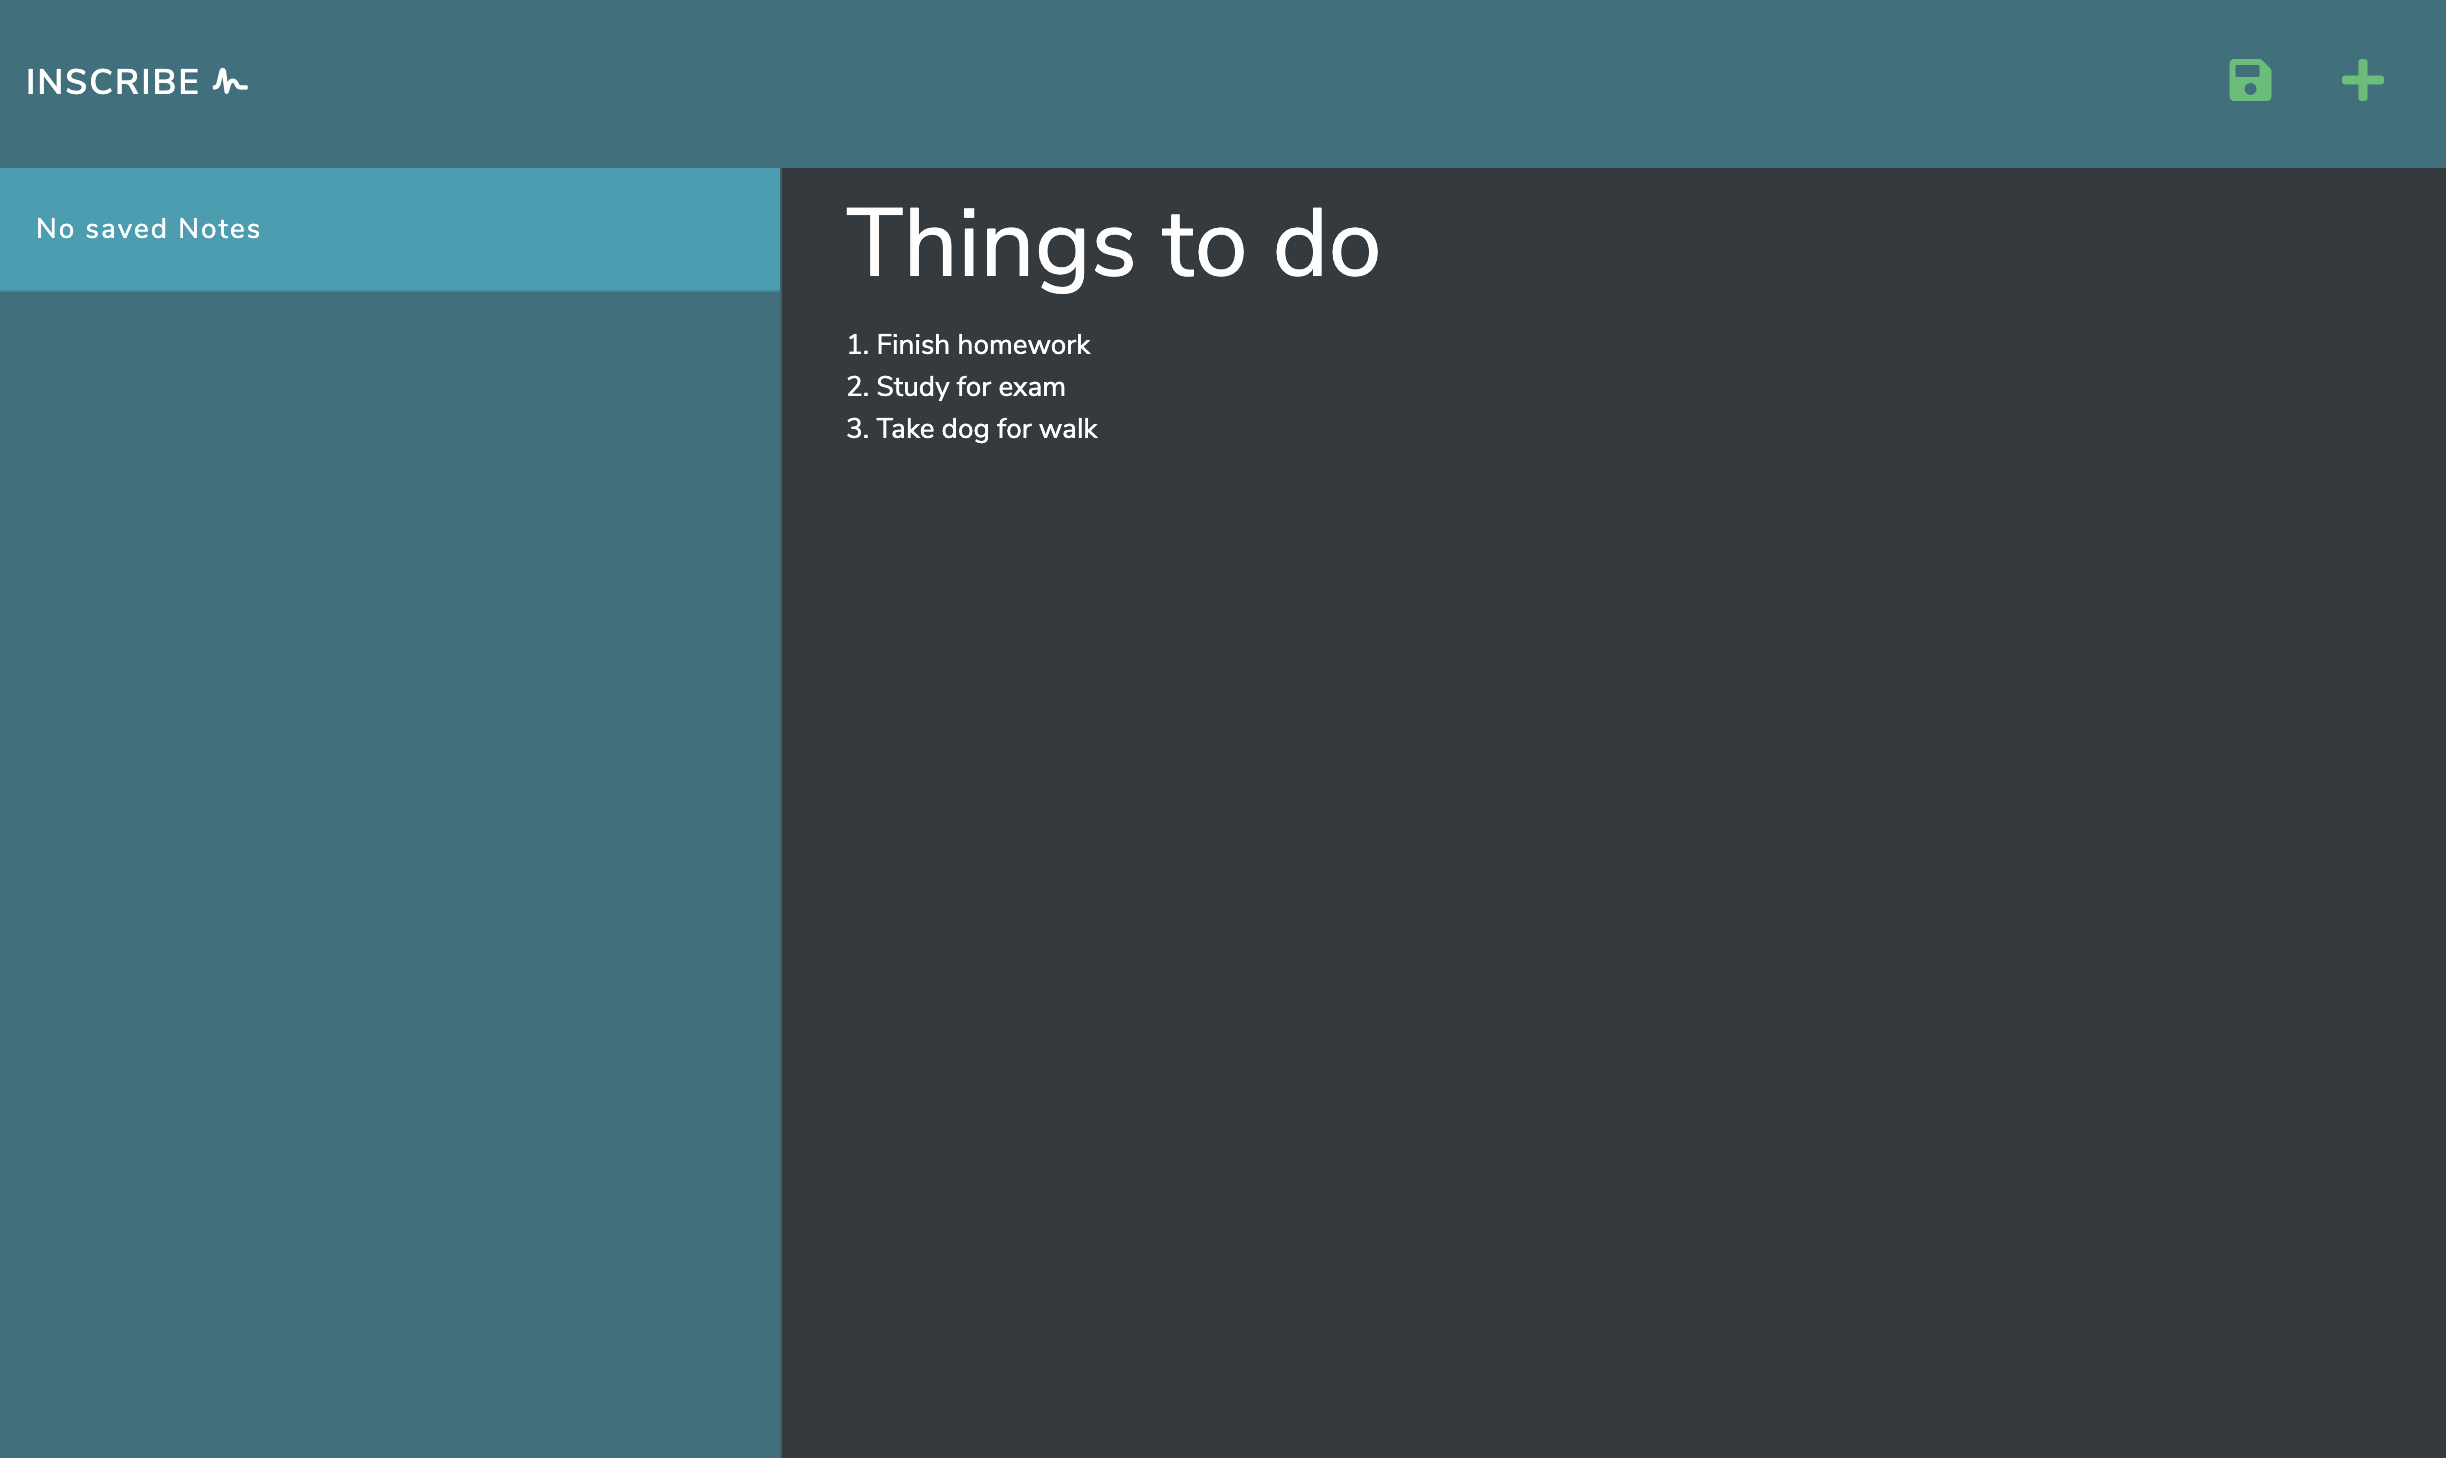 INSCRIBE
No saved Notes
Things to do
1. Finish homework
2. Study for exam
3. Take dog for walk